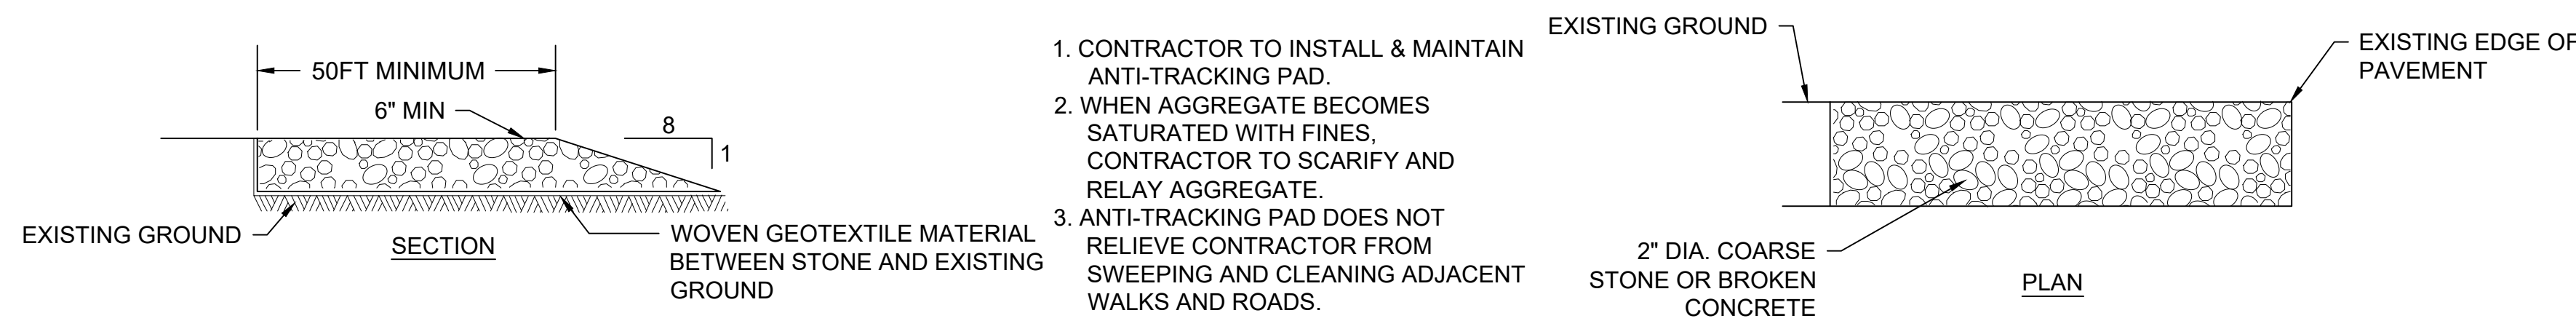 50FT MINIMUM
6" MIN
8
1
EXISTING GROUND
SECTION
WOVEN GEOTEXTILE MATERIAL
BETWEEN STONE AND EXISTING
GROUND
1. CONTRACTOR TO INSTALL & MAINTAIN
ANTI-TRACKING PAD.
2. WHEN AGGREGATE BECOMES
SATURATED WITH FINES,
CONTRACTOR TO SCARIFY AND
RELAY AGGREGATE.
3. ANTI-TRACKING PAD DOES NOT
RELIEVE CONTRACTOR FROM
SWEEPING AND CLEANING ADJACENT
WALKS AND ROADS.
EXISTING GROUND
EXISTING EDGE OF
PAVEMENT
2" DIA. COARSE
STONE OR BROKEN
CONCRETE
PLAN